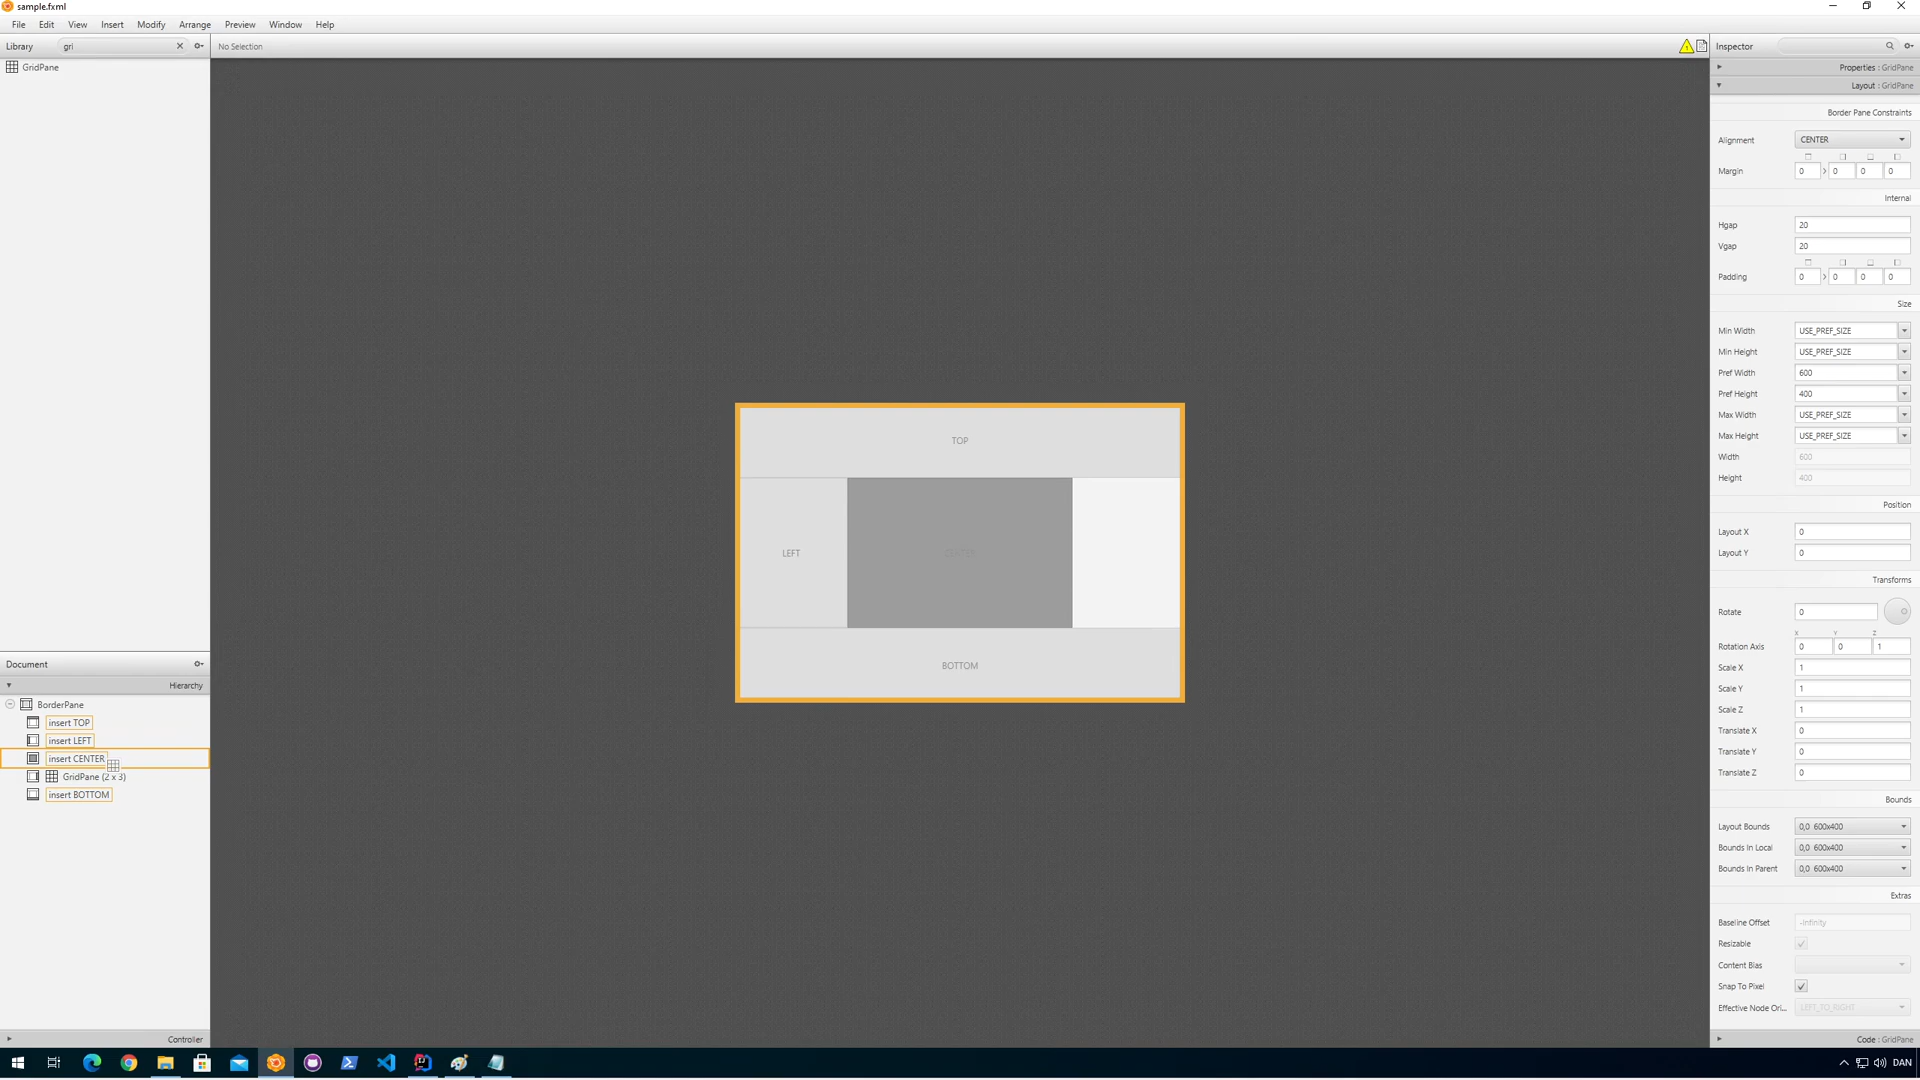 sample.fxml
File Edit View Insert Modify Arrange Preview Window Help
Library gri
No Selection
Inspector
GridPane
Properties : GridPane
Layout : GridPane
Border Pane Constraints
Alignment CENTER
Margin 0 0 0 0
Internal
Hgap 20
Vgap 20
Padding 0 0 0 0
Size
Min Width USE_PREF_SIZE
Min Height USE_PREF_SIZE
Pref Width 600
Pref Height 400
Max Width USE_PREF_SIZE
Max Height USE_PREF_SIZE
Width 600
Height 400
Position
Layout X 0
Layout Y 0
Transforms
Rotate 0
X Y Z
Rotation Axis 0 0 1
Scale X 1
Scale Y 1
Scale Z 1
Translate X 0
Translate Y 0
Translate Z 0
Bounds
Layout Bounds 0,0 600x400
Bounds In Local 0,0 600x400
Bounds In Parent 0,0 600x400
Extras
Baseline Offset -Infinity
Resizable
Content Bias
Snap To Pixel
Effective Node Ori... LEFT_TO_RIGHT
Code : GridPane
TOP
LEFT
CENTER
BOTTOM
Document
Hierarchy
BorderPane
insert TOP
insert LEFT
insert CENTER
GridPane (2 x 3)
insert BOTTOM
Controller
DAN